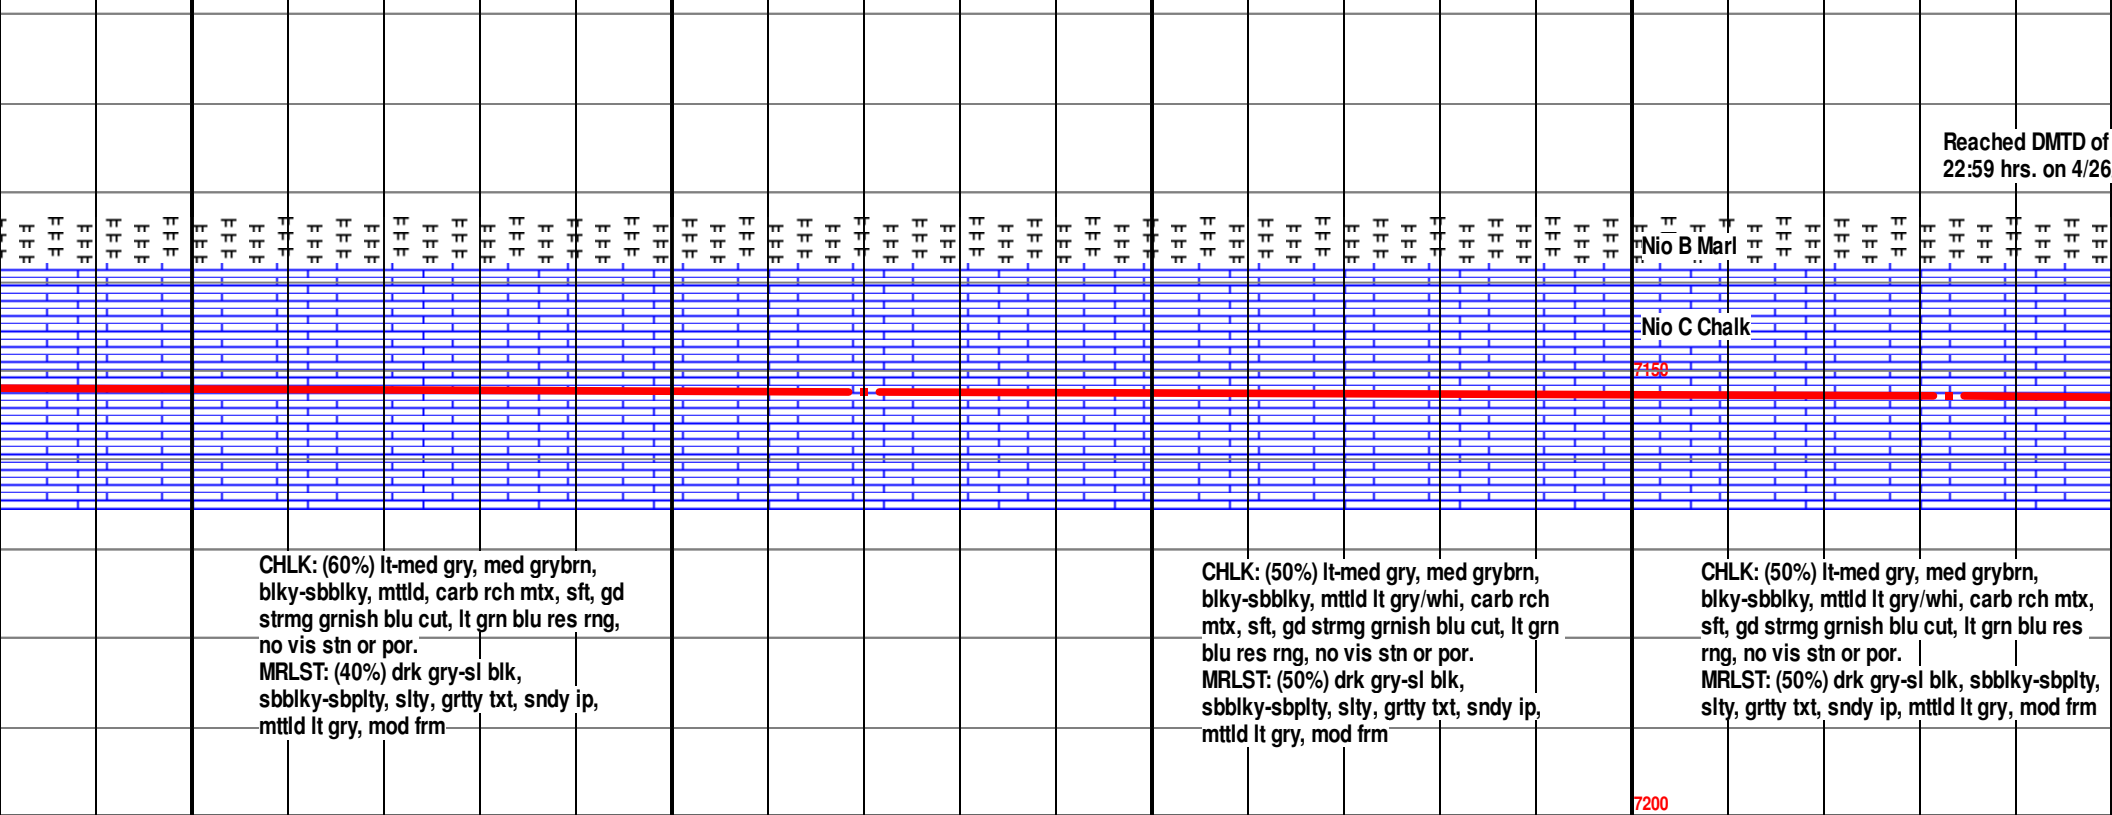 Reached DMTD of
22:59 hrs. on 4/26
Nio B Marl
Nio C Chalk
7150
CHLK: (60%) lt-med gry, med grybrn,
blky-sbblky, mttld, carb rch mtx, sft, gd
strmg grnish blu cut, lt grn blu res rng,
no vis stn or por.
MRLST: (40%) drk gry-sl blk,
sbblky-sbplty, slty, grtty txt, sndy ip,
mttld lt gry, mod frm
CHLK: (50%) lt-med gry, med grybrn,
blky-sbblky, mttld lt gry/whi, carb rch
mtx, sft, gd strmg grnish blu cut, lt grn
blu res rng, no vis stn or por.
MRLST: (50%) drk gry-sl blk,
sbblky-sbplty, slty, grtty txt, sndy ip,
mttld lt gry, mod frm
CHLK: (50%) lt-med gry, med grybrn,
blky-sbblky, mttld lt gry/whi, carb rch mtx,
sft, gd strmg grnish blu cut, lt grn blu res
rng, no vis stn or por.
MRLST: (50%) drk gry-sl blk, sbblky-sbplty,
slty, grtty txt, sndy ip, mttld lt gry, mod frm
7200